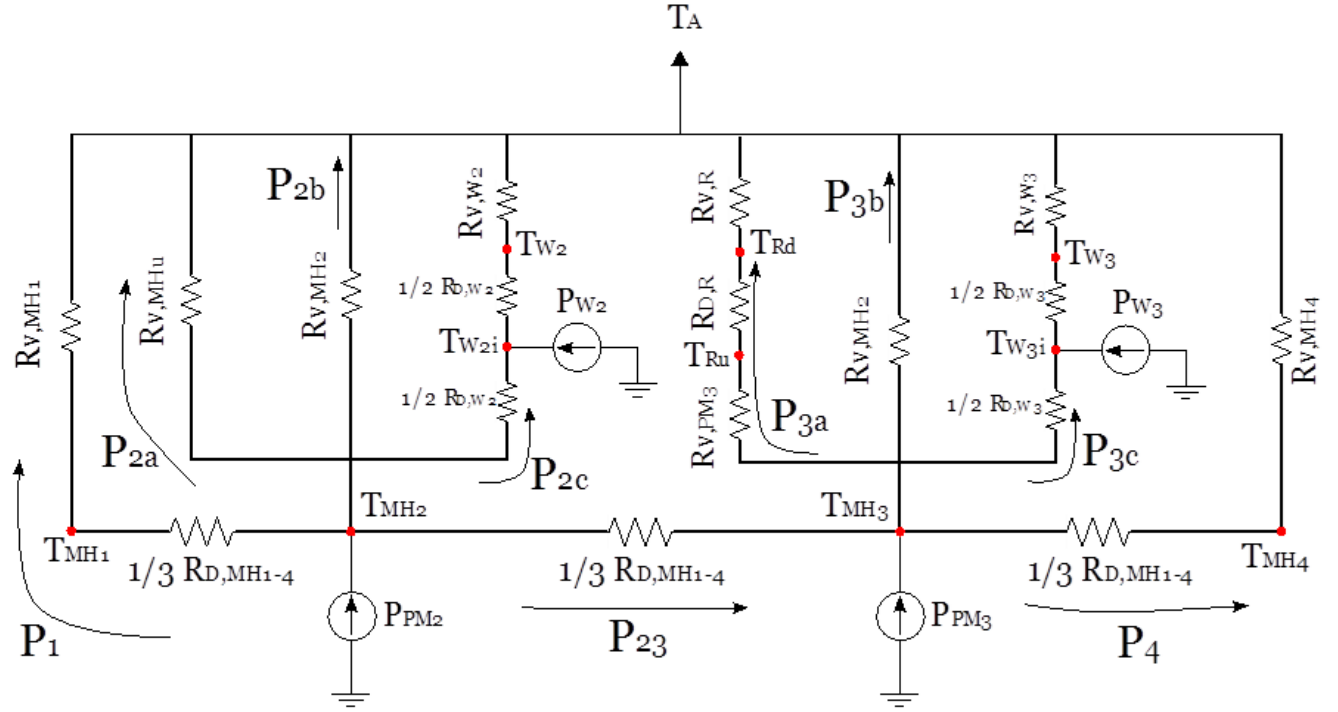 TA
P2b
Rv,W2
Rv,R
P3b
Rv,W3
TW2
TRd
TW3
Rv,MH1
Rv,MHu
Rv,MH2
1/2 RD,W2
PW2
RD,R
Rv,MH2
1/2 RD,W3
PW3
Rv,MH4
TW2i
TRu
TW3i
1/2 RD,W2
Rv,PM3
1/2 RD,W3
P2a
P2c
P3a
P3c
TMH2
TMH3
TMH1
TMH4
1/3 RD,MH1-4
1/3 RD,MH1-4
1/3 RD,MH1-4
P1
PPM2
P23
PPM3
P4